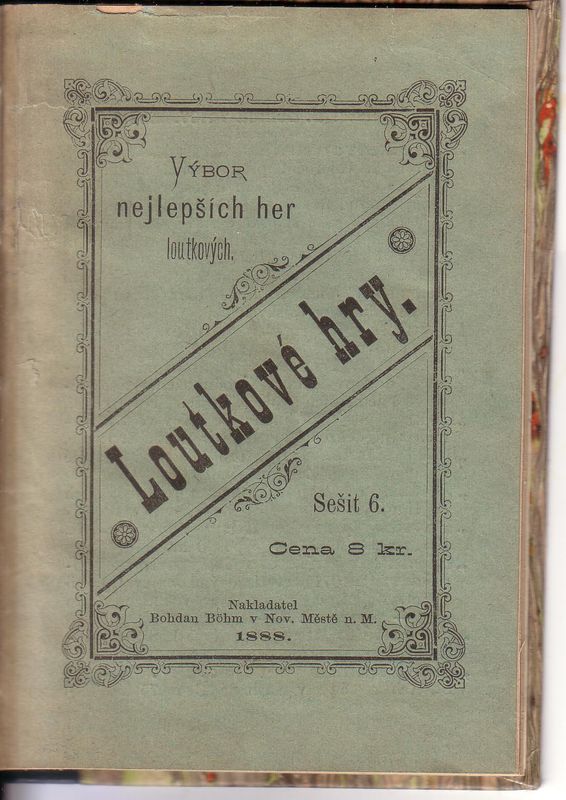 Výbor
nejlepších her
loutkových.
Loutkové hry.
Sešit 6.
Cena 8 kr.
Nakladatel
Bohdan Böhm v Nov. Městě n. M.
1888.